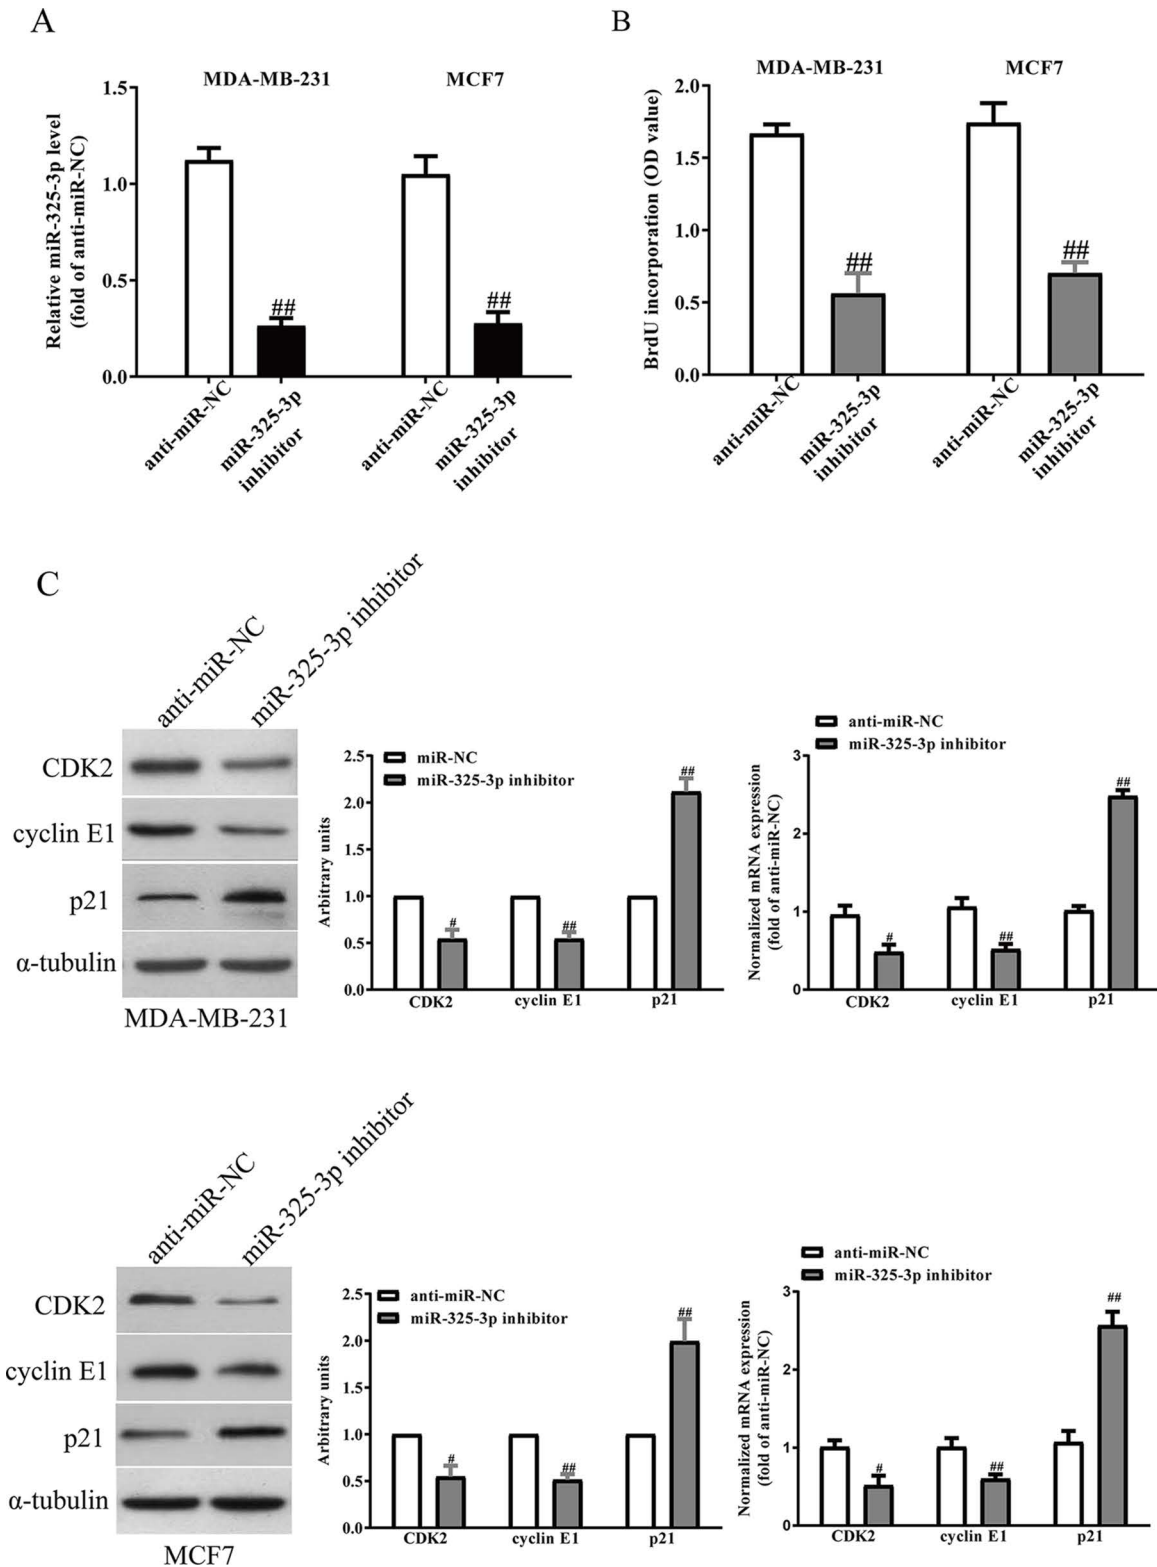 A
MDA-MB-231 MCF7
Relative miR-325-3p level
(fold of anti-miR-NC)
1.5
1.0
0.5
0.0
## ##
anti-miR-NC
miR-325-3p
inhibitor
anti-miR-NC
miR-325-3p
inhibitor
B
MDA-MB-231 MCF7
BrdU incorporation (OD value)
2.0
1.5
1.0
0.5
0.0
## ##
anti-miR-NC
miR-325-3p
inhibitor
anti-miR-NC
miR-325-3p
inhibitor
C
anti-miR-NC
miR-325-3p inhibitor
CDK2
cyclin E1
p21
α-tubulin
MDA-MB-231
miR-NC
miR-325-3p inhibitor
Arbitrary units
2.5
2.0
1.5
1.0
0.5
0.0
# ## ##
CDK2 cyclin E1 p21
anti-miR-NC
miR-325-3p inhibitor
Normalized mRNA expression
(fold of anti-miR-NC)
3
2
1
0
# ## ##
CDK2 cyclin E1 p21
anti-miR-NC
miR-325-3p inhibitor
CDK2
cyclin E1
p21
α-tubulin
MCF7
anti-miR-NC
miR-325-3p inhibitor
Arbitrary units
2.5
2.0
1.5
1.0
0.5
0.0
# ## ##
CDK2 cyclin E1 p21
anti-miR-NC
miR-325-3p inhibitor
Normalized mRNA expression
(fold of anti-miR-NC)
3
2
1
0
# ## ##
CDK2 cyclin E1 p21